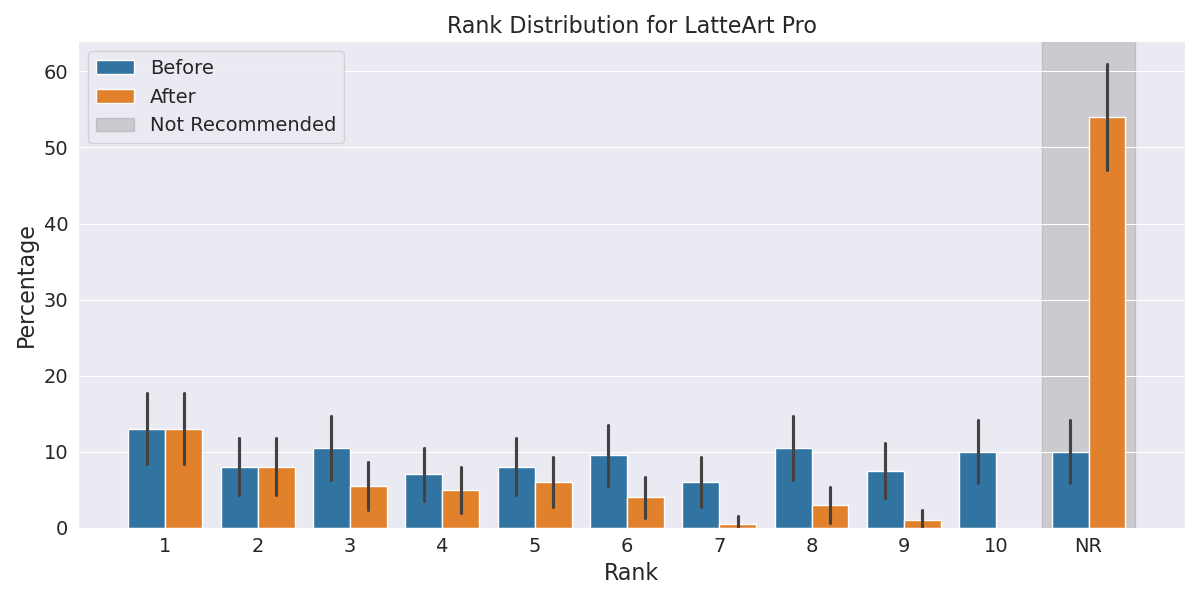 Rank Distribution for LatteArt Pro
Before
After
Not Recommended
Percentage
60
50
40
30
20
10
0
1 2 3 4 5 6 7 8 9 10 NR
Rank